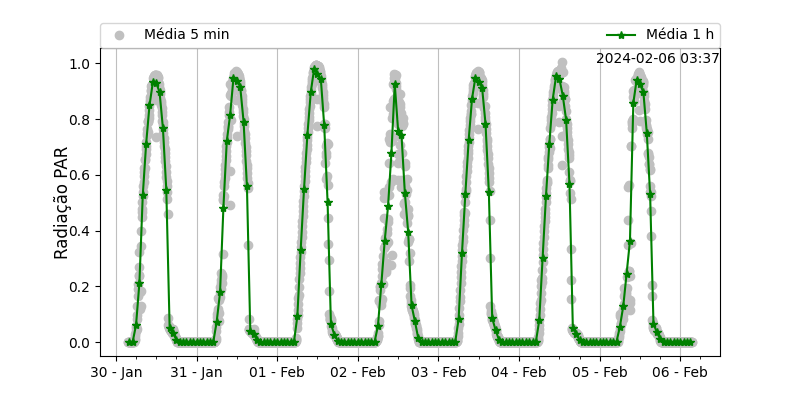 Média 5 min
Média 1 h
2024-02-06 03:37
Radiação PAR
1.0
0.8
0.6
0.4
0.2
0.0
30 - Jan
31 - Jan
01 - Feb
02 - Feb
03 - Feb
04 - Feb
05 - Feb
06 - Feb